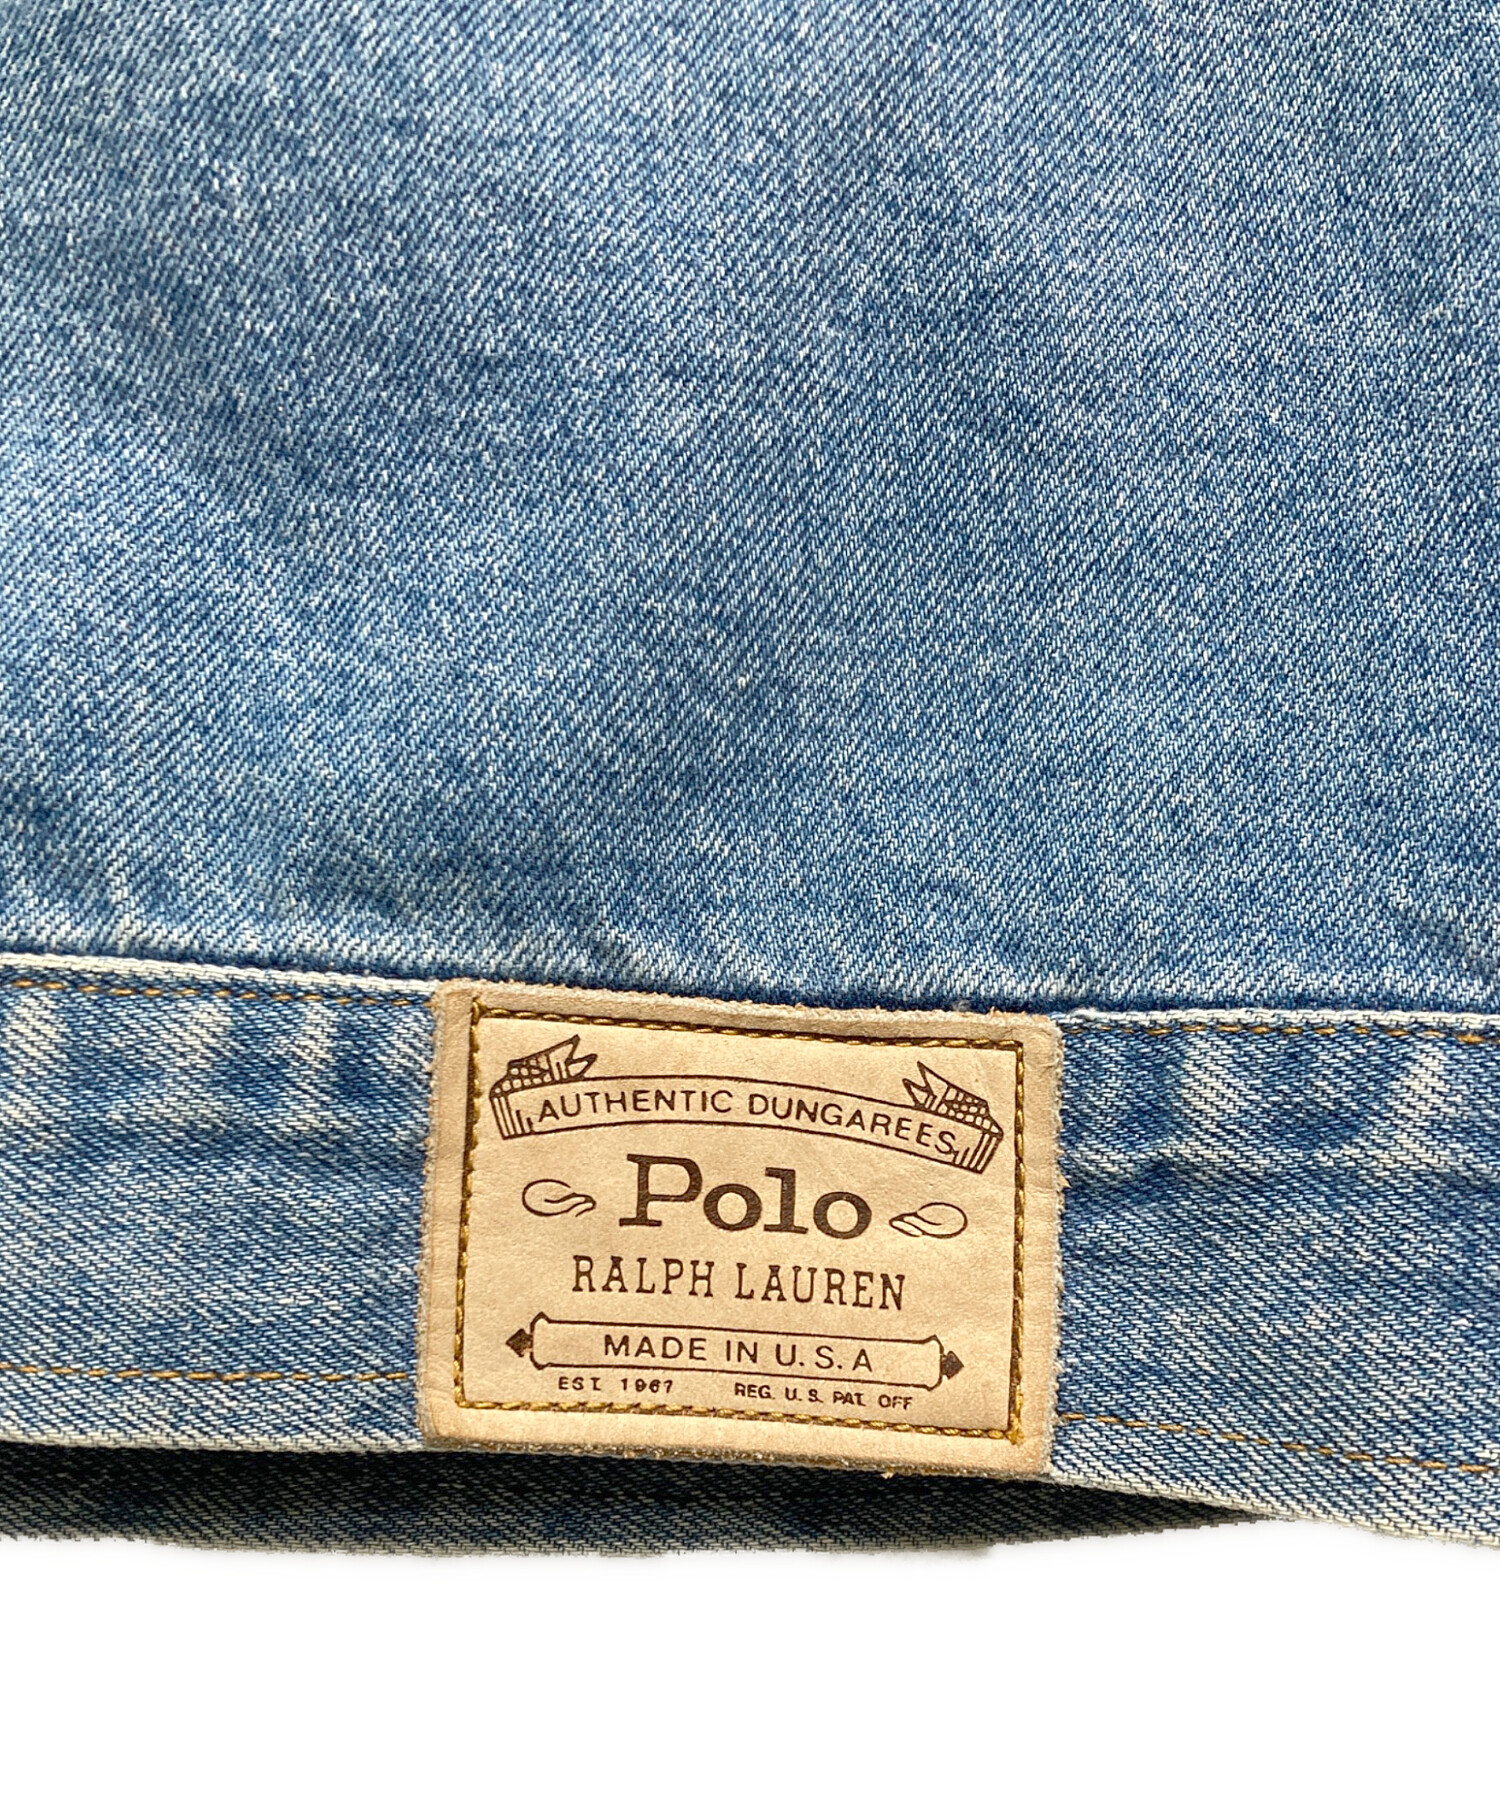 AUTHENTIC DUNGAREES
Polo
RALPH LAUREN
MADE IN U.S.A
EST. 1967 REG. U.S. PAT. OFF